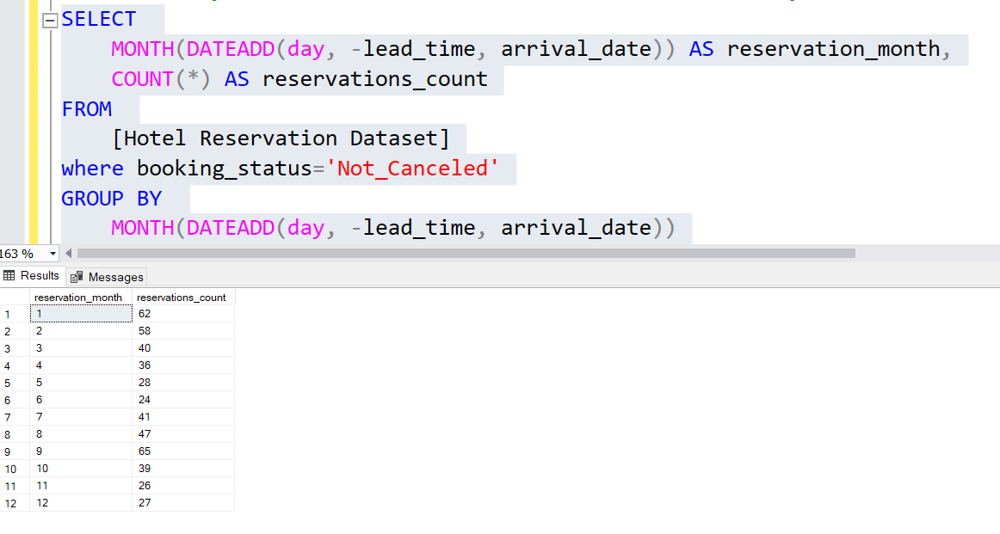 SELECT
MONTH(DATEADD(day, -lead_time, arrival_date)) AS reservation_month,
COUNT(*) AS reservations_count
FROM
[Hotel Reservation Dataset]
where booking_status='Not_Canceled'
GROUP BY
MONTH(DATEADD(day, -lead_time, arrival_date))
163 %
Results Messages
reservation_month reservations_count
1 1 62
2 2 58
3 3 40
4 4 36
5 5 28
6 6 24
7 7 41
8 8 47
9 9 65
10 10 39
11 11 26
12 12 27